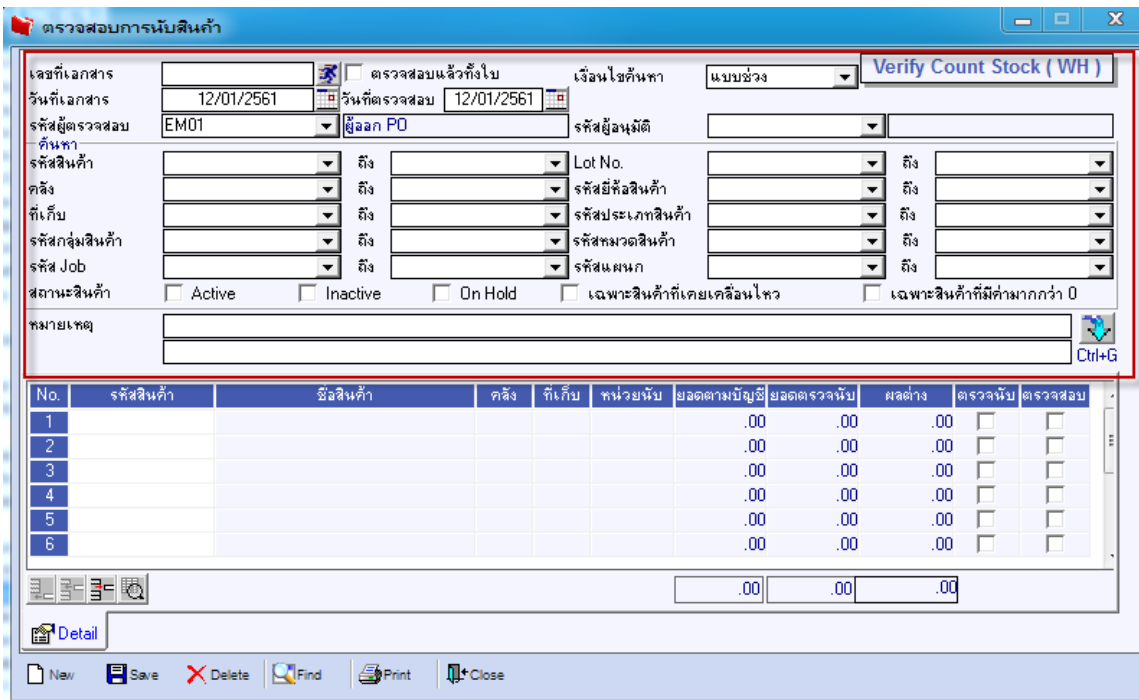 ตรวจสอบการนับสินค้า
เลขที่เอกสาร ตรวจสอบแล้วทั้งใบ เงื่อนไขค้นหา แบบช่วง Verify Count Stock ( WH )
วันที่เอกสาร 12/01/2561 วันที่ตรวจสอบ 12/01/2561
รหัสผู้ตรวจสอบ EM01 ผู้ออก PO รหัสผู้อนุมัติ
ค้นหา
รหัสสินค้า ถึง Lot No. ถึง
คลัง ถึง รหัสยี่ห้อสินค้า ถึง
ที่เก็บ ถึง รหัสประเภทสินค้า ถึง
รหัสกลุ่มสินค้า ถึง รหัสหมวดสินค้า ถึง
รหัส Job ถึง รหัสแผนก ถึง
สถานะสินค้า Active Inactive On Hold เฉพาะสินค้าที่เคยเคลื่อนไหว เฉพาะสินค้าที่มีค่ามากกว่า 0
หมายเหตุ
Ctrl+G
No. รหัสสินค้า ชื่อสินค้า คลัง ที่เก็บ หน่วยนับ ยอดตามบัญชี ยอดตรวจนับ ผลต่าง ตรวจนับ ตรวจสอบ
1 .00 .00 .00
2 .00 .00 .00
3 .00 .00 .00
4 .00 .00 .00
5 .00 .00 .00
6 .00 .00 .00
.00 .00 .00
Detail
New Save Delete Find Print Close